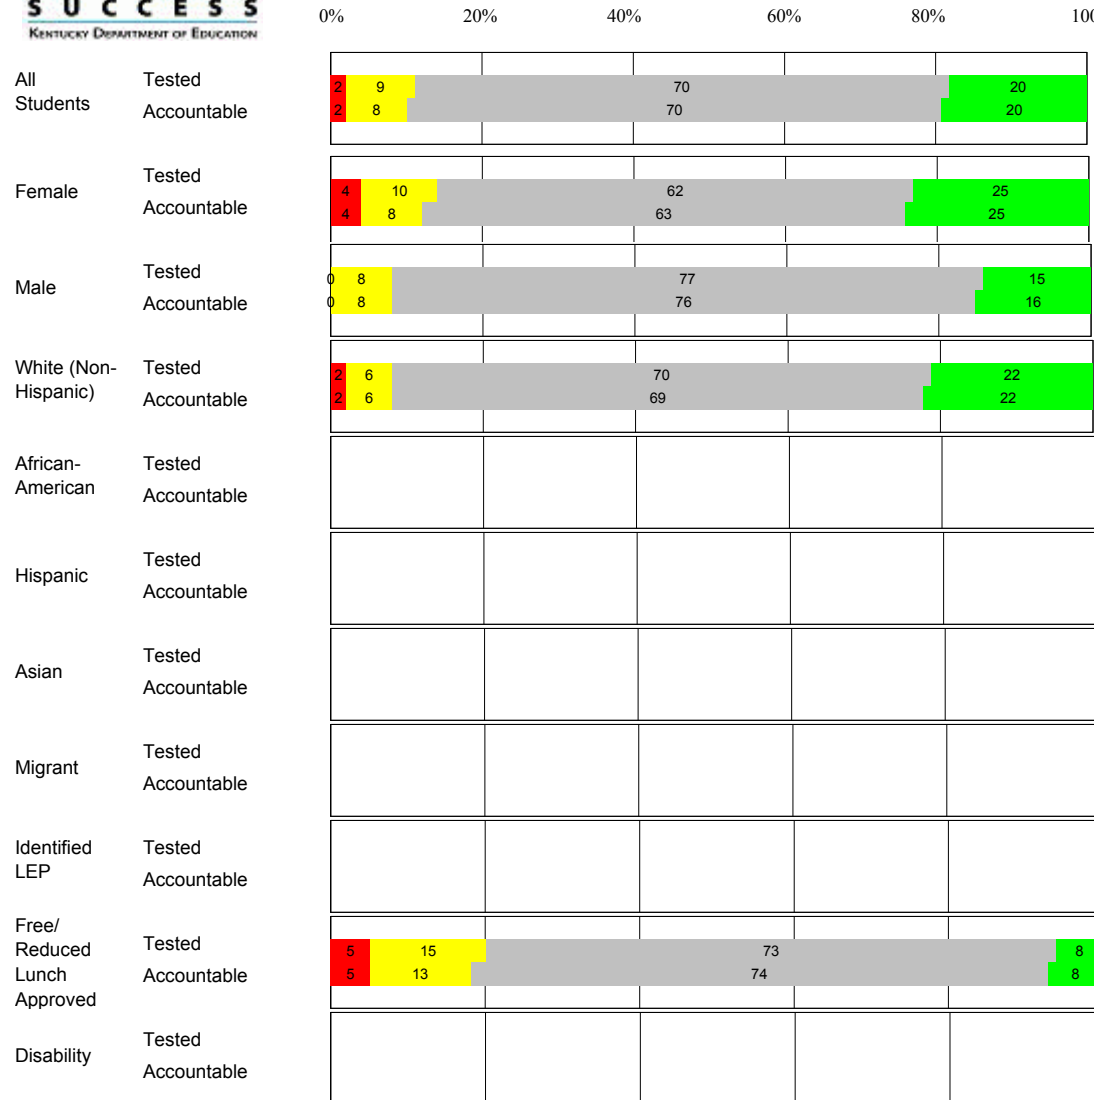 SUCCESS
KENTUCKY DEPARTMENT OF EDUCATION
0% 20% 40% 60% 80% 100
All Students
Tested 2 9 70 20
Accountable 2 8 70 20
Female
Tested 4 10 62 25
Accountable 4 8 63 25
Male
Tested 0 8 77 15
Accountable 0 8 76 16
White (Non-
Hispanic)
Tested 2 6 70 22
Accountable 2 6 69 22
African-
American
Tested
Accountable
Hispanic
Tested
Accountable
Asian
Tested
Accountable
Migrant
Tested
Accountable
Identified
LEP
Tested
Accountable
Free/
Reduced
Lunch
Approved
Tested 5 15 73 8
Accountable 5 13 74 8
Disability
Tested
Accountable